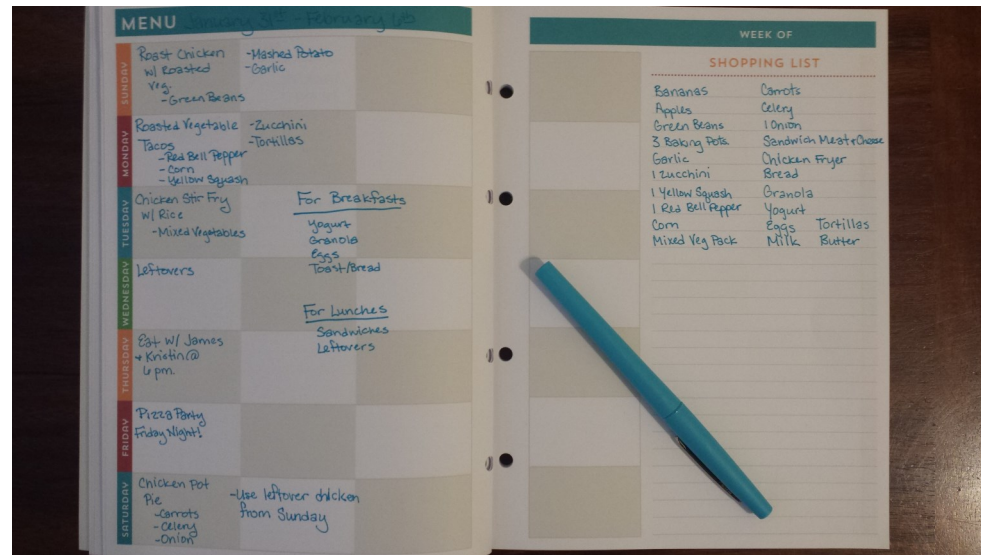 MENU January 31st - February 6th
SUNDAY
Roast Chicken
w/ Roasted
Veg.
-Green Beans
-Mashed Potato
-Garlic
MONDAY
Roasted Vegetable
Tacos
-Red Bell Pepper
-Corn
-Yellow Squash
-Zucchini
-Tortillas
TUESDAY
Chicken Stir Fry
w/ Rice
-Mixed Vegetables
WEDNESDAY
Leftovers
THURSDAY
Eat w/ James
+ Kristin @
6 pm.
FRIDAY
Pizza Party
Friday Night!
SATURDAY
Chicken Pot
Pie
-Carrots
-Celery
-Onion
-Use leftover chicken
from Sunday
For Breakfasts
Yogurt
Granola
Eggs
Toast/Bread
For Lunches
Sandwiches
Leftovers
WEEK OF
SHOPPING LIST
Bananas
Apples
Green Beans
3 Baking Pots.
Garlic
1 Zucchini
1 Yellow Squash
1 Red Bell Pepper
Corn
Mixed Veg Pack
Carrots
Celery
1 Onion
Sandwich Meat + Cheese
Chicken Fryer
Bread
Granola
Yogurt
Eggs
Milk
Tortillas
Butter